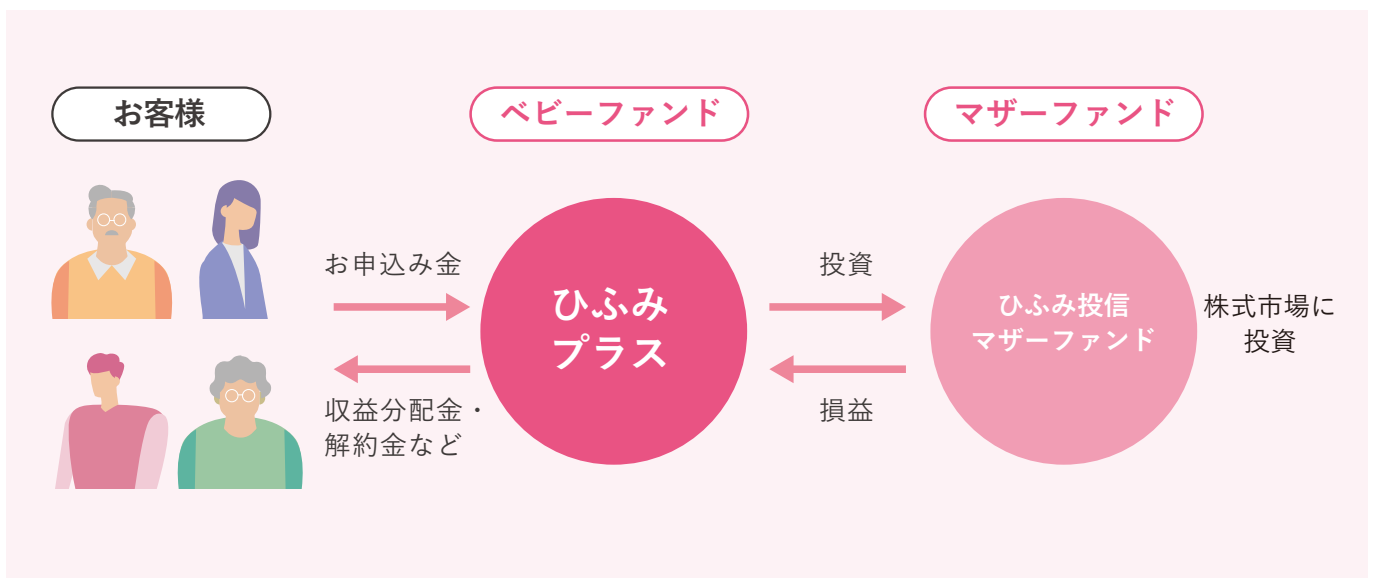 お客様
ベビーファンド
マザーファンド
お申込み金
収益分配金・
解約金など
ひふみ
プラス
投資
損益
ひふみ投信
マザーファンド
株式市場に
投資